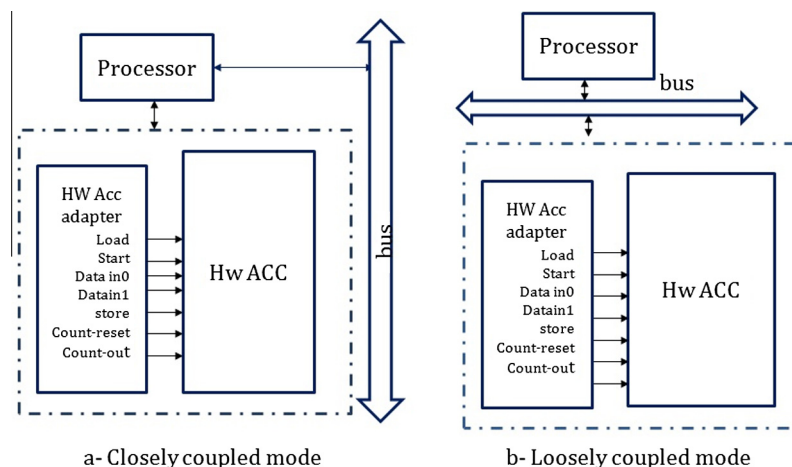 Processor
bus
HW Acc
adapter
Load
Start
Data in0
Datain1
store
Count-reset
Count-out
Hw ACC
a- Closely coupled mode
Processor
bus
HW Acc
adapter
Load
Start
Data in0
Datain1
store
Count-reset
Count-out
Hw ACC
b- Loosely coupled mode